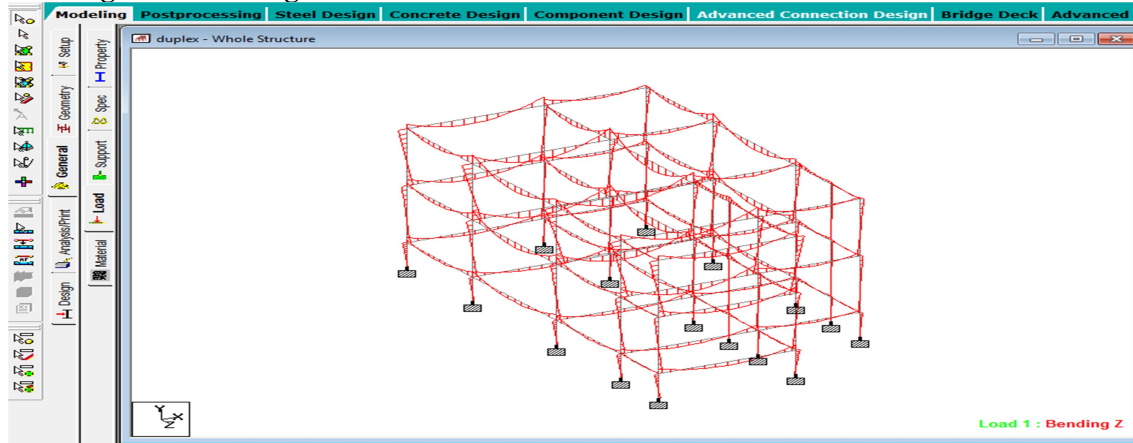 Modeling Postprocessing Steel Design Concrete Design Component Design Advanced Connection Design Bridge Deck Advanced
duplex - Whole Structure
Setup
Geometry
General
Analysis/Print
Design
Property
Spec
Support
Load
Material
Y
X
Z
Load 1 : Bending Z